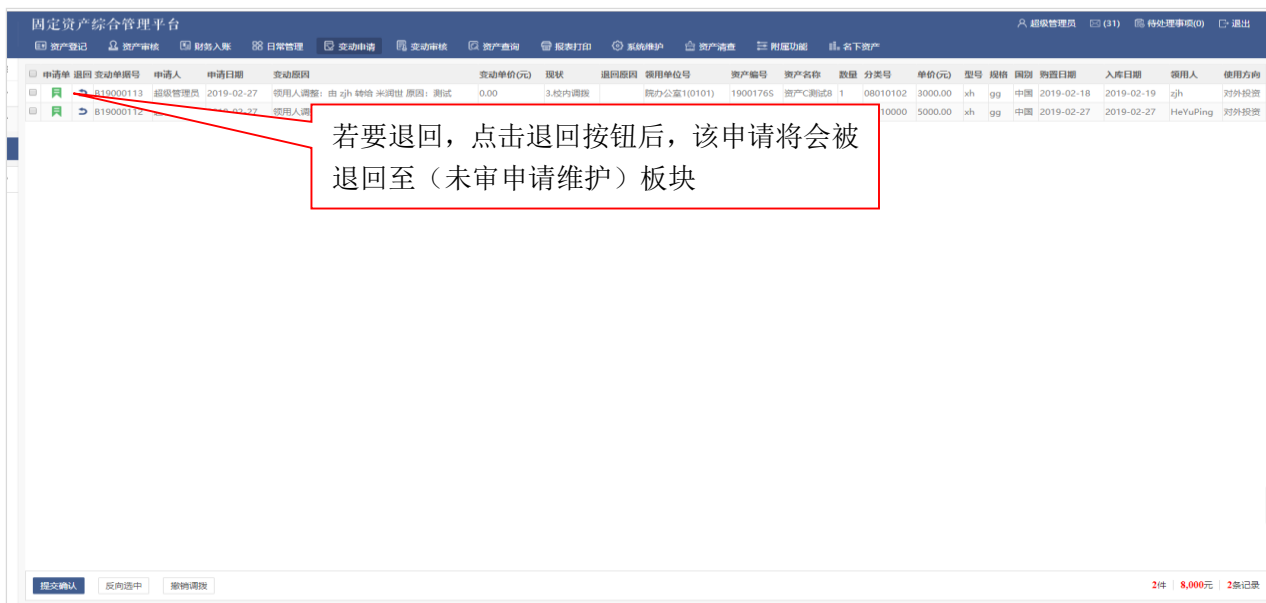 固定资产综合管理平台
超级管理员 (31) 待处理事项(0) 退出
资产登记 资产审核 财务入账 日常管理 变动申请 变动审核 资产查询 报表打印 系统维护 资产清查 附属功能 名下资产
申请单 退回 变动单据号 申请人 申请日期 变动原因 变动单价(元) 现状 退回原因 领用单位号 资产编号 资产名称 数量 分类号 单价(元) 型号 规格 国别 购置日期 入库日期 领用人 使用方向
B19000113 超级管理员 2019-02-27 领用人调整：由 zjh 转给 米润世 原因：测试 0.00 3.校内调拨 院办公室1(0101) 1900176S 资产C测试8 1 08010102 3000.00 xh gg 中国 2019-02-18 2019-02-19 zjh 对外投资
B19000112 2019-02-27 领用人调 10000 5000.00 xh gg 中国 2019-02-27 2019-02-27 HeYuPing 对外投资
若要退回，点击退回按钮后，该申请将会被
退回至（未审申请维护）板块
提交确认 反向选中 撤销调拨 2件 8,000元 2条记录